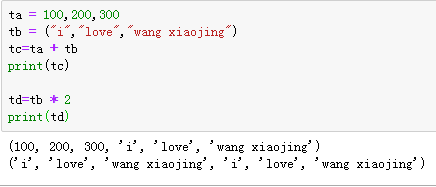 ta = 100,200,300
tb = ("i","love","wang xiaojing")
tc=ta + tb
print(tc)
td=tb * 2
print(td)
(100, 200, 300, 'i', 'love', 'wang xiaojing')
('i', 'love', 'wang xiaojing', 'i', 'love', 'wang xiaojing')